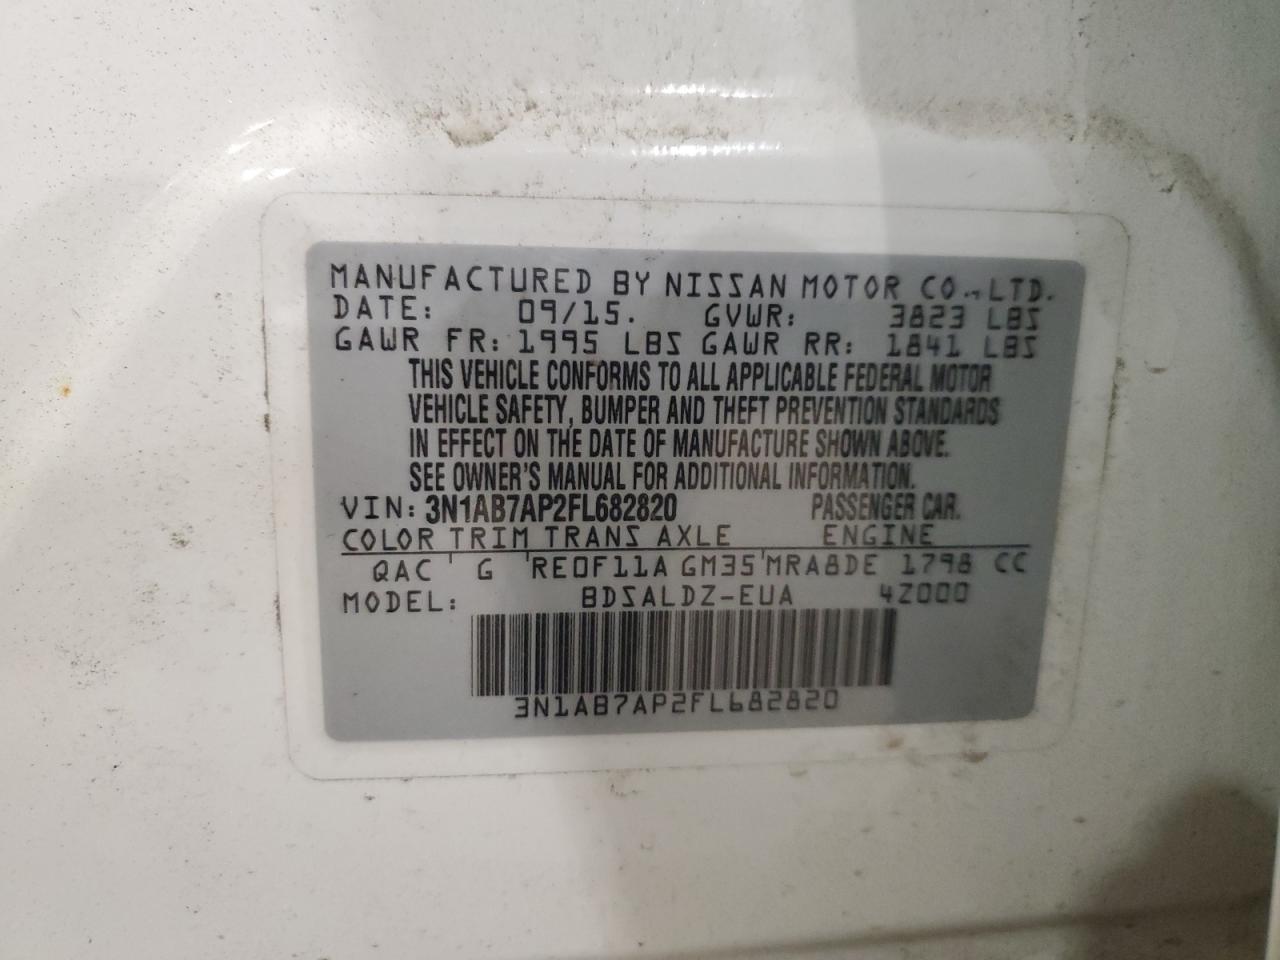 MANUFACTURED BY NISSAN MOTOR CO., LTD.
DATE: 09/15. GVWR: 3823 LBS
GAWR FR: 1995 LBS GAWR RR: 1841 LBS
THIS VEHICLE CONFORMS TO ALL APPLICABLE FEDERAL MOTOR
VEHICLE SAFETY, BUMPER AND THEFT PREVENTION STANDARDS
IN EFFECT ON THE DATE OF MANUFACTURE SHOWN ABOVE.
SEE OWNER'S MANUAL FOR ADDITIONAL INFORMATION.
VIN: 3N1AB7AP2FL682820 PASSENGER CAR.
COLOR TRIM TRANS AXLE ENGINE
QAC G RE0F11A GM35 MRA8DE 1798 CC
MODEL: BDSALDZ-EUA 4Z000
3N1AB7AP2FL682820